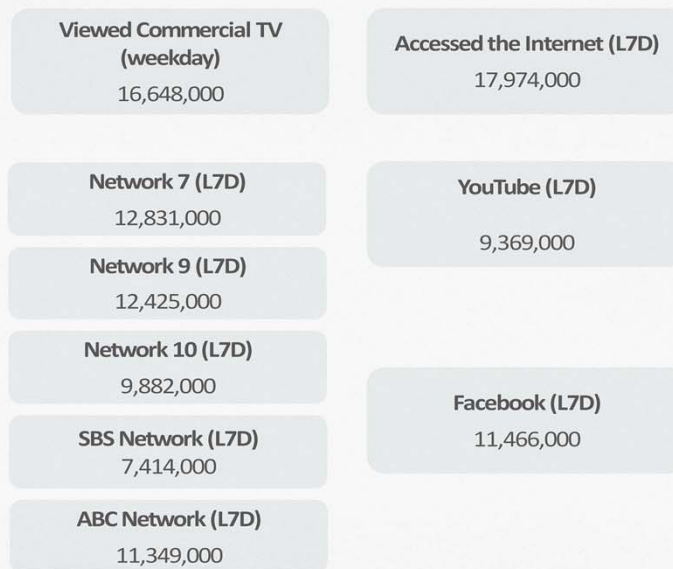 Viewed Commercial TV
(weekday)
16,648,000
Accessed the Internet (L7D)
17,974,000
Network 7 (L7D)
12,831,000
Network 9 (L7D)
12,425,000
Network 10 (L7D)
9,882,000
SBS Network (L7D)
7,414,000
ABC Network (L7D)
11,349,000
YouTube (L7D)
9,369,000
Facebook (L7D)
11,466,000